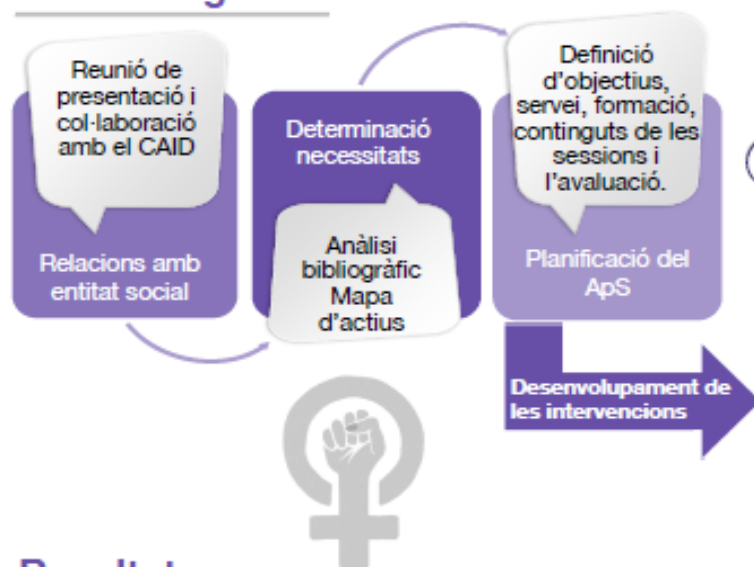 Reunió de
presentació i
col·laboració
amb el CAID
Relacions amb
entitat social
Determinació
necessitats
Anàlisi
bibliogràfic
Mapa
d'actius
Definició
d'objectius,
servei, formació,
continguts de les
sessions i
l'avaluació.
Planificació del
ApS
Desenvolupament de
les intervencions